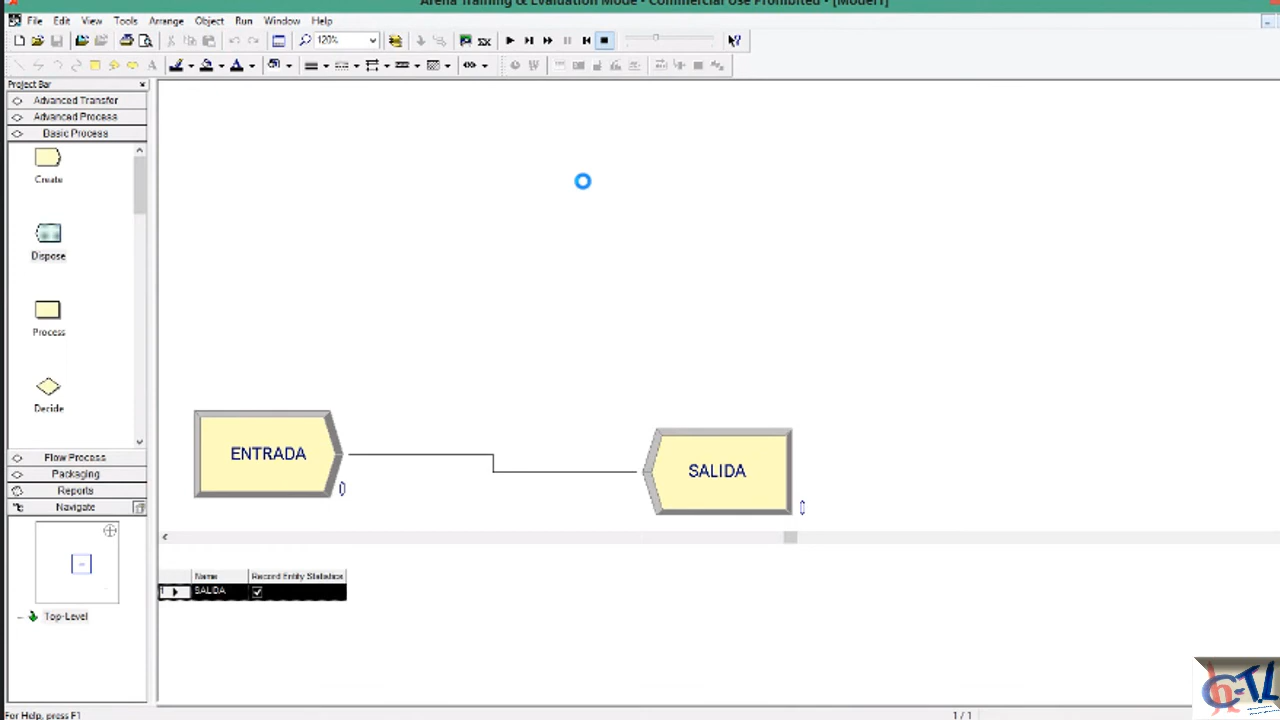 Arena Training & Evaluation Mode - Commercial Use Prohibited - [Model1]
File Edit View Tools Arrange Object Run Window Help
120%
Project Bar
Advanced Transfer
Advanced Process
Basic Process
Create
Dispose
Process
Decide
ENTRADA
0
SALIDA
0
Flow Process
Packaging
Reports
Navigate
Name Record Entity Statistics
1 SALIDA
Top-Level
For Help, press F1
1 / 1